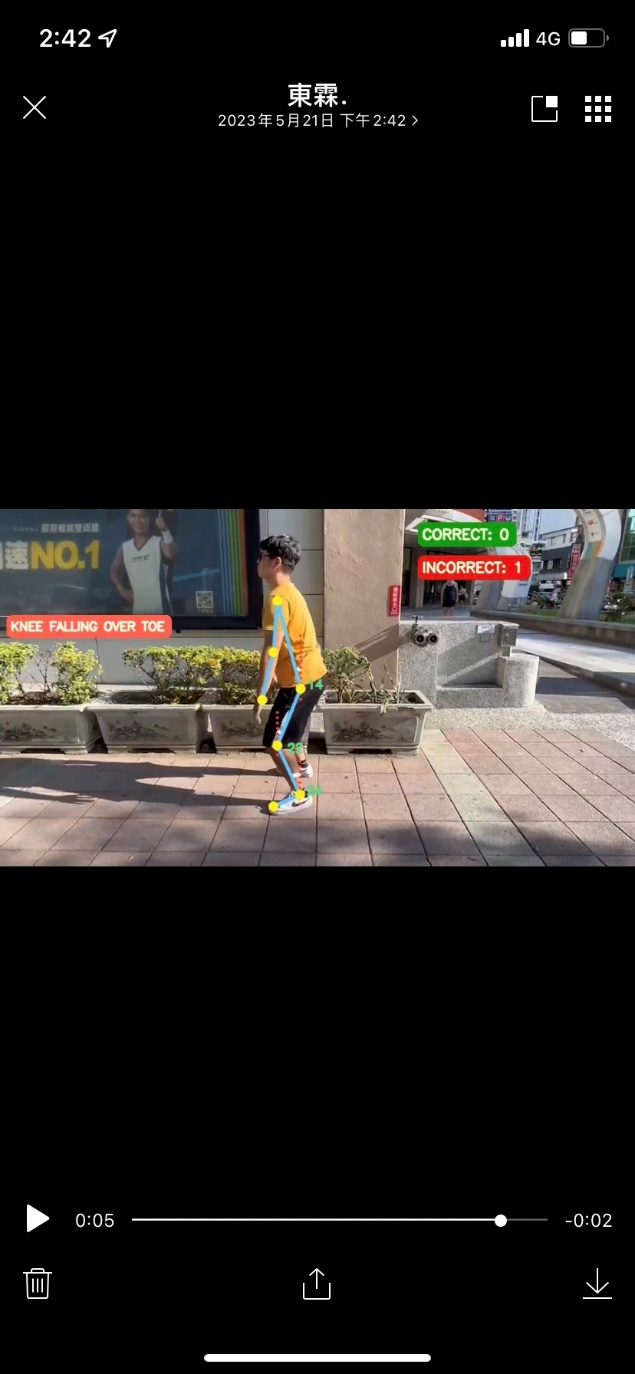 2:42
4G
東霖.
2023年5月21日 下午2:42
NO.1
CORRECT: 0
INCORRECT: 1
KNEE FALLING OVER TOE
14
0:05
-0:02